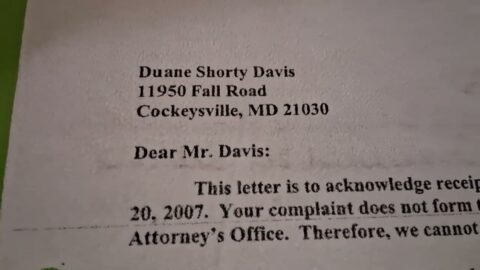 Duane Shorty Davis
11950 Fall Road
Cockeysville, MD 21030
Dear Mr. Davis:
This letter is to acknowledge
20, 2007. Your complaint does not form
Attorney's Office. Therefore, we cannot